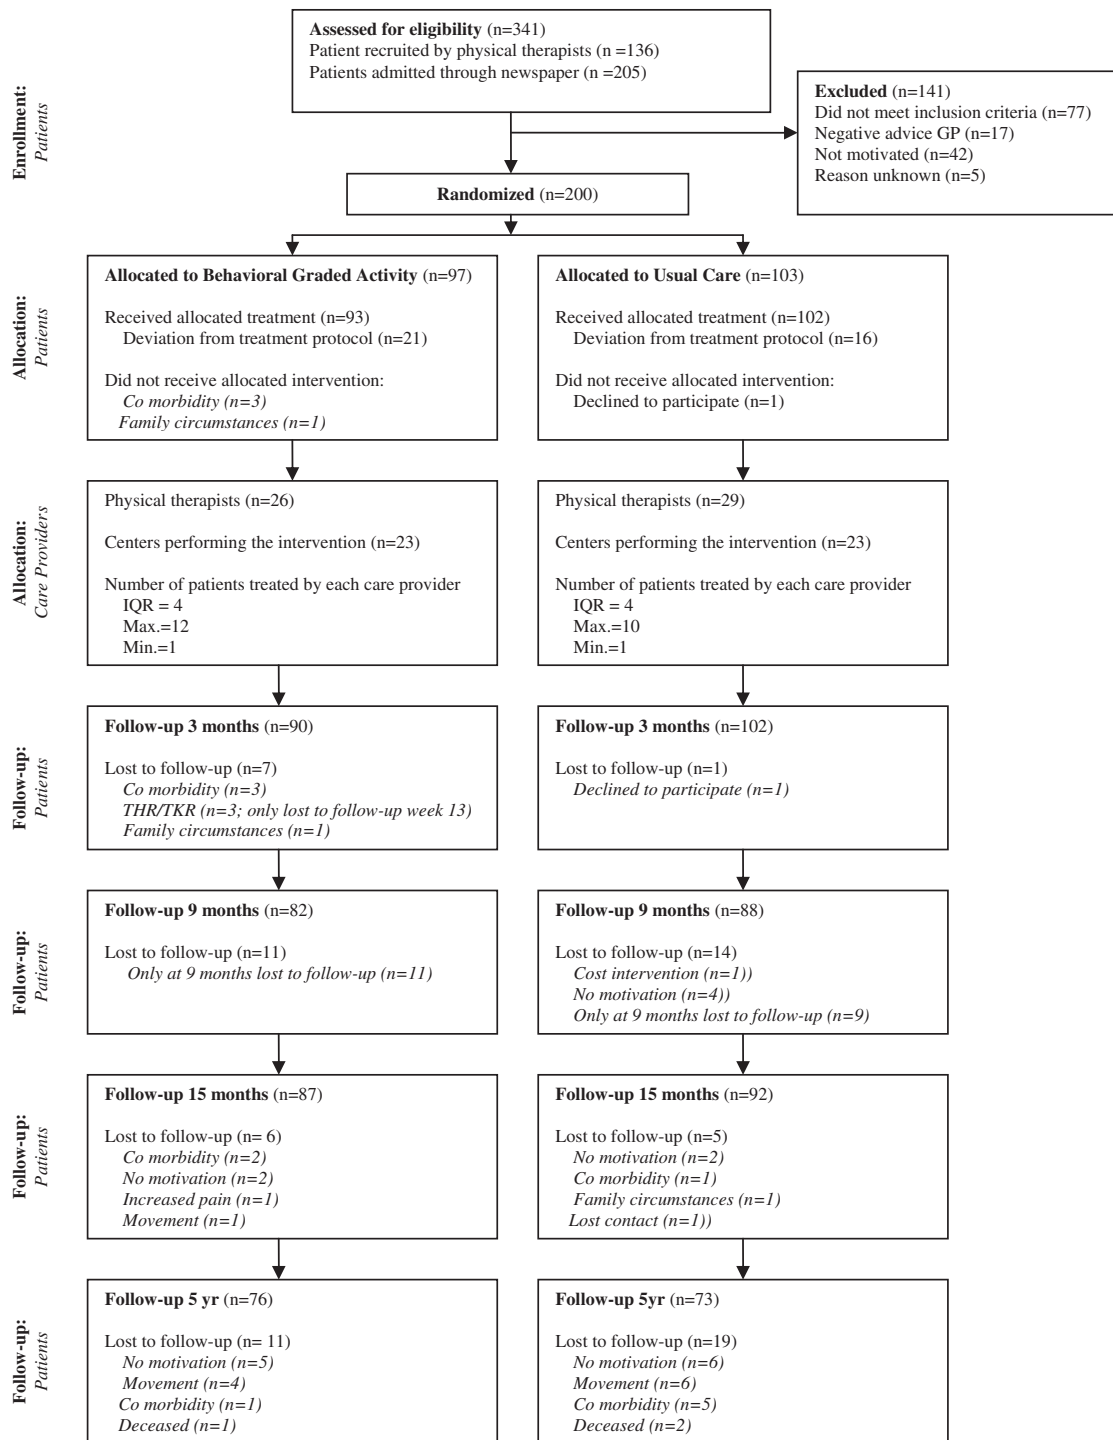 Assessed for eligibility (n=341)
Patient recruited by physical therapists (n =136)
Patients admitted through newspaper (n =205)
Enrollment:
Patients
Excluded (n=141)
Did not meet inclusion criteria (n=77)
Negative advice GP (n=17)
Not motivated (n=42)
Reason unknown (n=5)
Randomized (n=200)
Allocation:
Patients
Allocated to Behavioral Graded Activity (n=97)
Received allocated treatment (n=93)
Deviation from treatment protocol (n=21)
Did not receive allocated intervention:
Co morbidity (n=3)
Family circumstances (n=1)
Allocated to Usual Care (n=103)
Received allocated treatment (n=102)
Deviation from treatment protocol (n=16)
Did not receive allocated intervention:
Declined to participate (n=1)
Allocation:
Care Providers
Physical therapists (n=26)
Centers performing the intervention (n=23)
Number of patients treated by each care provider
IQR = 4
Max.=12
Min.=1
Physical therapists (n=29)
Centers performing the intervention (n=23)
Number of patients treated by each care provider
IQR = 4
Max.=10
Min.=1
Follow-up:
Patients
Follow-up 3 months (n=90)
Lost to follow-up (n=7)
Co morbidity (n=3)
THR/TKR (n=3; only lost to follow-up week 13)
Family circumstances (n=1)
Follow-up 3 months (n=102)
Lost to follow-up (n=1)
Declined to participate (n=1)
Follow-up:
Patients
Follow-up 9 months (n=82)
Lost to follow-up (n=11)
Only at 9 months lost to follow-up (n=11)
Follow-up 9 months (n=88)
Lost to follow-up (n=14)
Cost intervention (n=1))
No motivation (n=4))
Only at 9 months lost to follow-up (n=9)
Follow-up:
Patients
Follow-up 15 months (n=87)
Lost to follow-up (n= 6)
Co morbidity (n=2)
No motivation (n=2)
Increased pain (n=1)
Movement (n=1)
Follow-up 15 months (n=92)
Lost to follow-up (n=5)
No motivation (n=2)
Co morbidity (n=1)
Family circumstances (n=1)
Lost contact (n=1))
Follow-up:
Patients
Follow-up 5 yr (n=76)
Lost to follow-up (n= 11)
No motivation (n=5)
Movement (n=4)
Co morbidity (n=1)
Deceased (n=1)
Follow-up 5yr (n=73)
Lost to follow-up (n=19)
No motivation (n=6)
Movement (n=6)
Co morbidity (n=5)
Deceased (n=2)